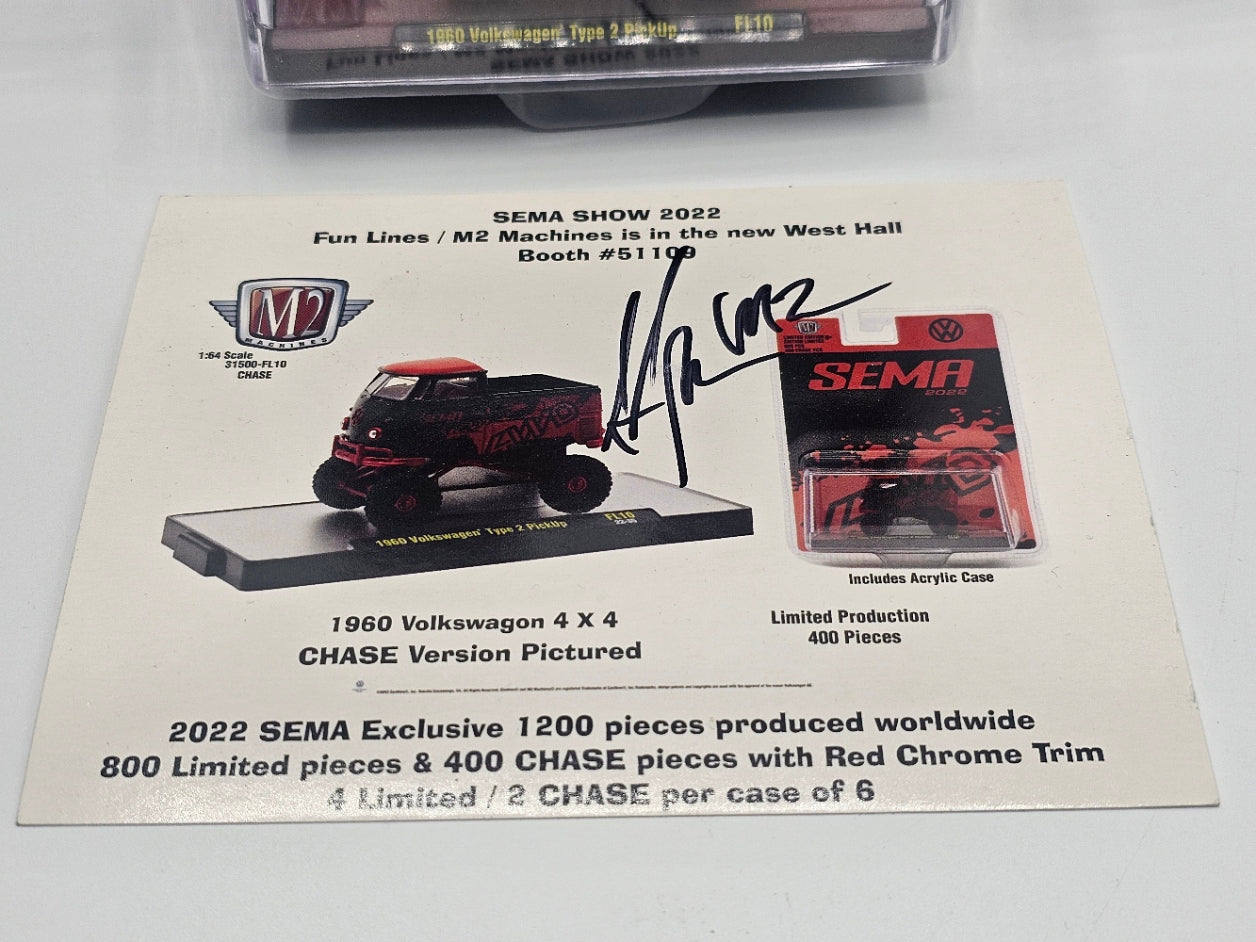 1960 Volkswagen Type 2 PickUp FL10
SEMA SHOW 2022
Fun Lines / M2 Machines is in the new West Hall
Booth #51109
M2
MACHINES
1:64 Scale
31500-FL10
CHASE
M2
SEMA
2022
1960 Volkswagen Type 2 PickUp FL10
22-09
Includes Acrylic Case
1960 Volkswagon 4 X 4
CHASE Version Pictured
Limited Production
400 Pieces
2022 SEMA Exclusive 1200 pieces produced worldwide
800 Limited pieces & 400 CHASE pieces with Red Chrome Trim
4 Limited / 2 CHASE per case of 6